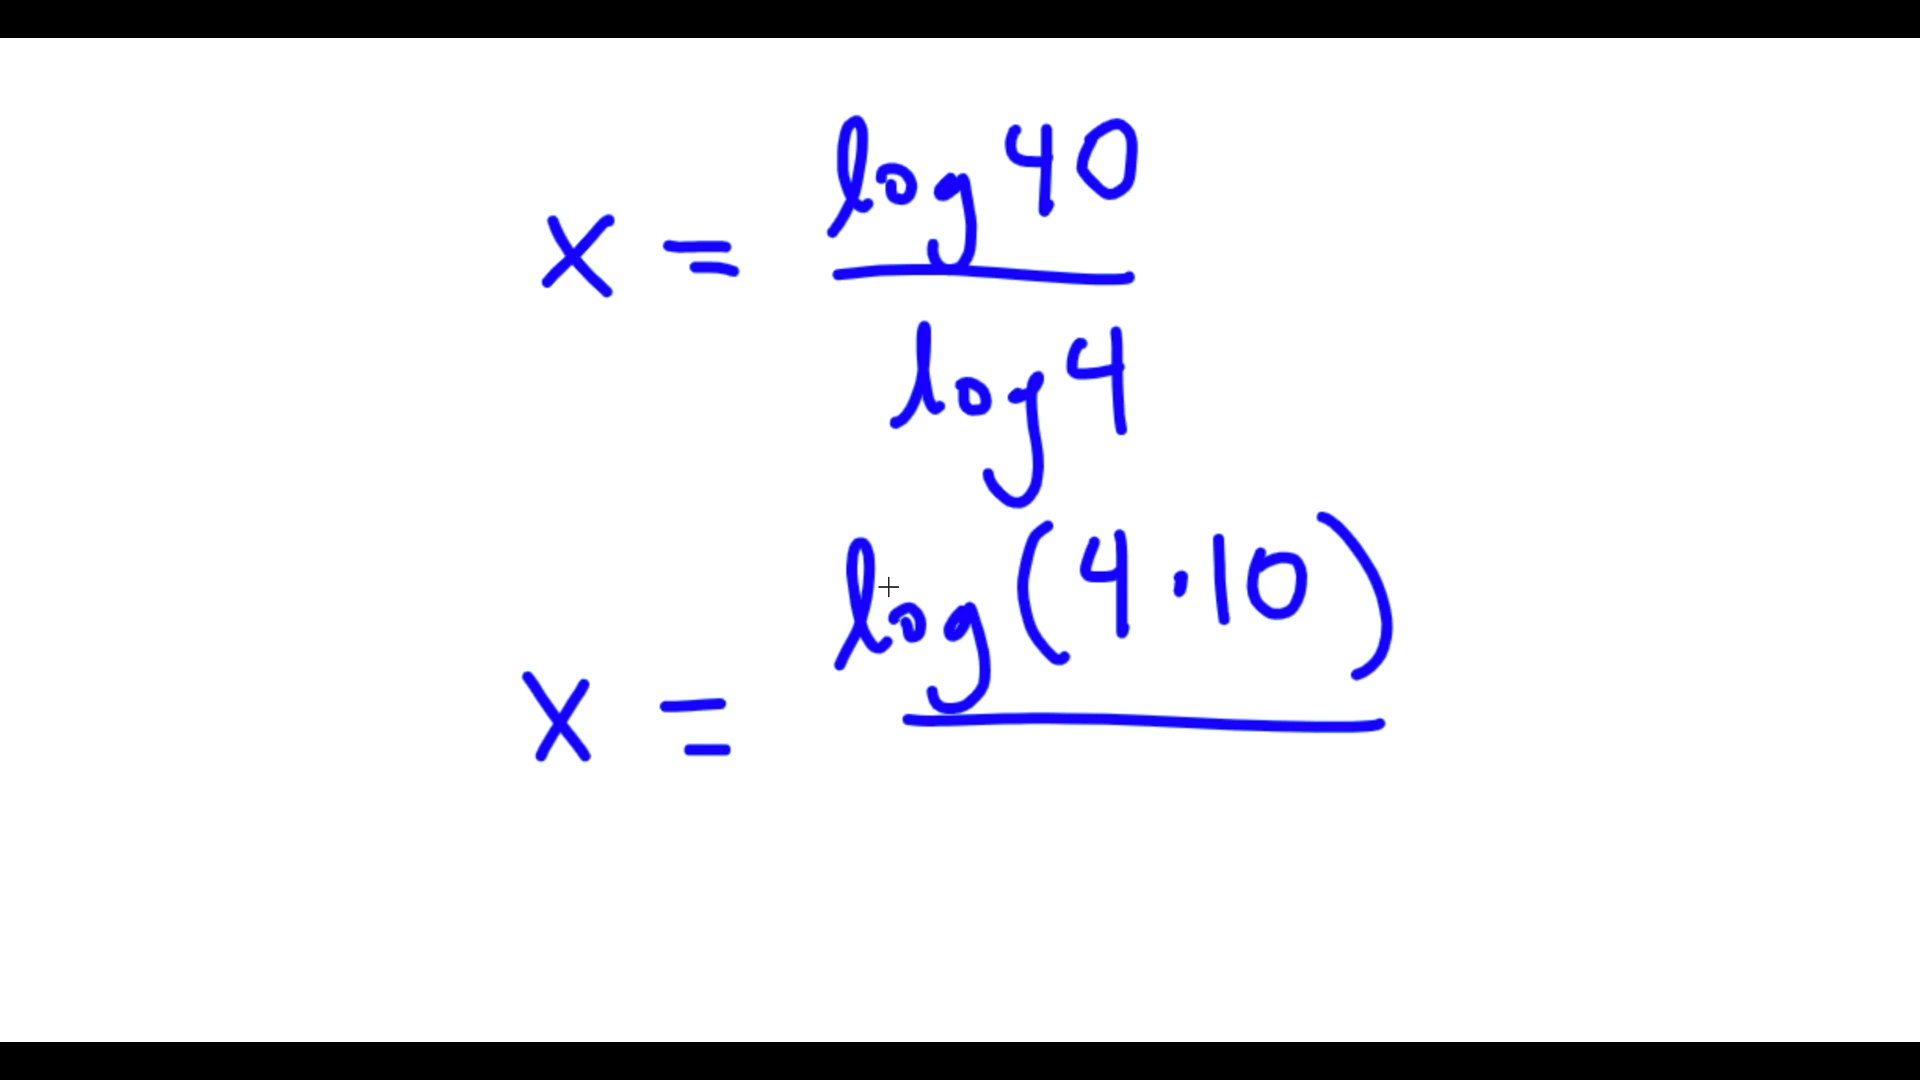 x = log 40
log 4
x = log (4 · 10)